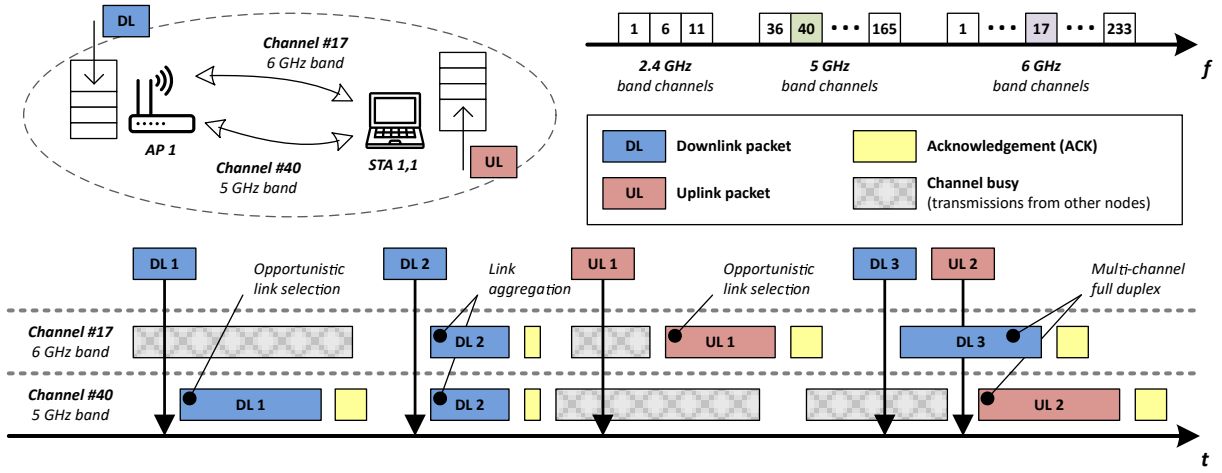 DL
Channel #17
6 GHz band
AP 1
STA 1,1
Channel #40
5 GHz band
UL
1 6 11 36 40 ••• 165 1 ••• 17 ••• 233
f
2.4 GHz
band channels
5 GHz
band channels
6 GHz
band channels
DL Downlink packet
Acknowledgement (ACK)
UL Uplink packet
Channel busy
(transmissions from other nodes)
DL 1
Opportunistic
link selection
DL 2
Link
aggregation
UL 1
Opportunistic
link selection
DL 3
UL 2
Multi-channel
full duplex
Channel #17
6 GHz band
DL 2
UL 1
DL 3
Channel #40
5 GHz band
DL 1
DL 2
UL 2
t